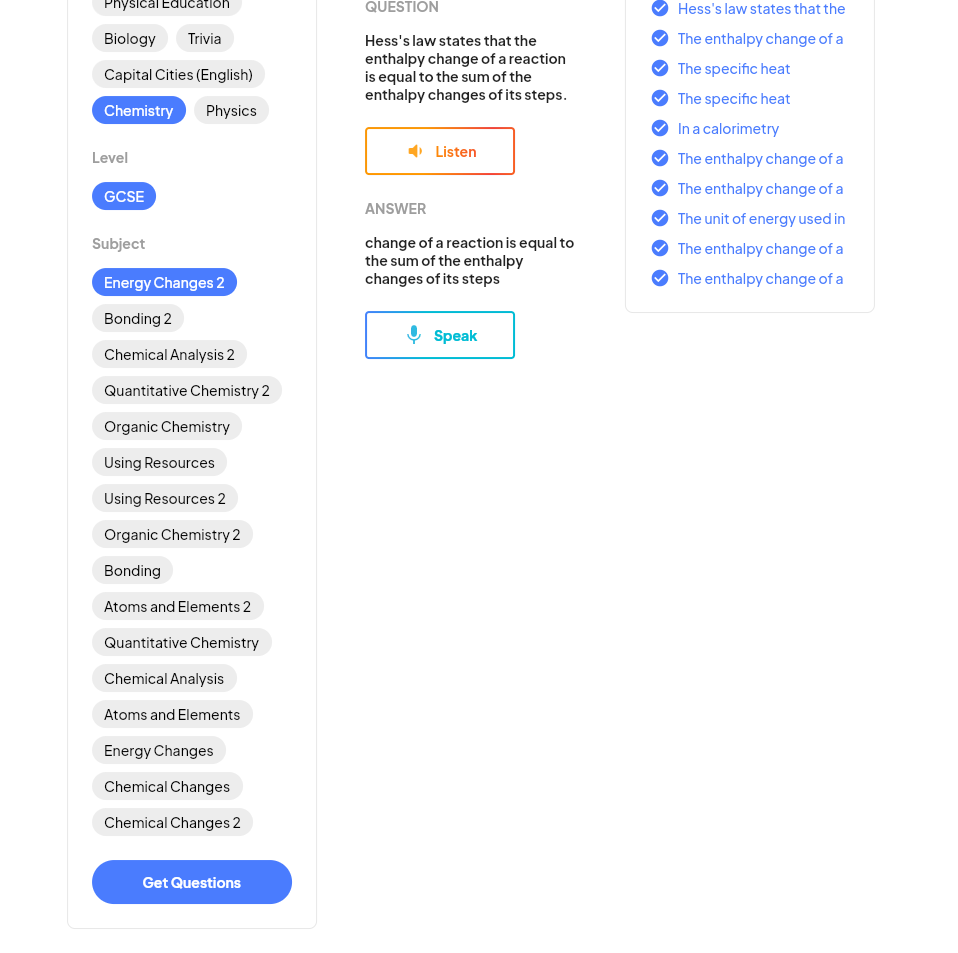 Physical Education
Biology
Trivia
Capital Cities (English)
Chemistry
Physics
Level
GCSE
Subject
Energy Changes 2
Bonding 2
Chemical Analysis 2
Quantitative Chemistry 2
Organic Chemistry
Using Resources
Using Resources 2
Organic Chemistry 2
Bonding
Atoms and Elements 2
Quantitative Chemistry
Chemical Analysis
Atoms and Elements
Energy Changes
Chemical Changes
Chemical Changes 2
Get Questions
QUESTION
Hess's law states that the
enthalpy change of a reaction
is equal to the sum of the
enthalpy changes of its steps.
Listen
ANSWER
change of a reaction is equal to
the sum of the enthalpy
changes of its steps
Speak
Hess's law states that the
The enthalpy change of a
The specific heat
The specific heat
In a calorimetry
The enthalpy change of a
The enthalpy change of a
The unit of energy used in
The enthalpy change of a
The enthalpy change of a